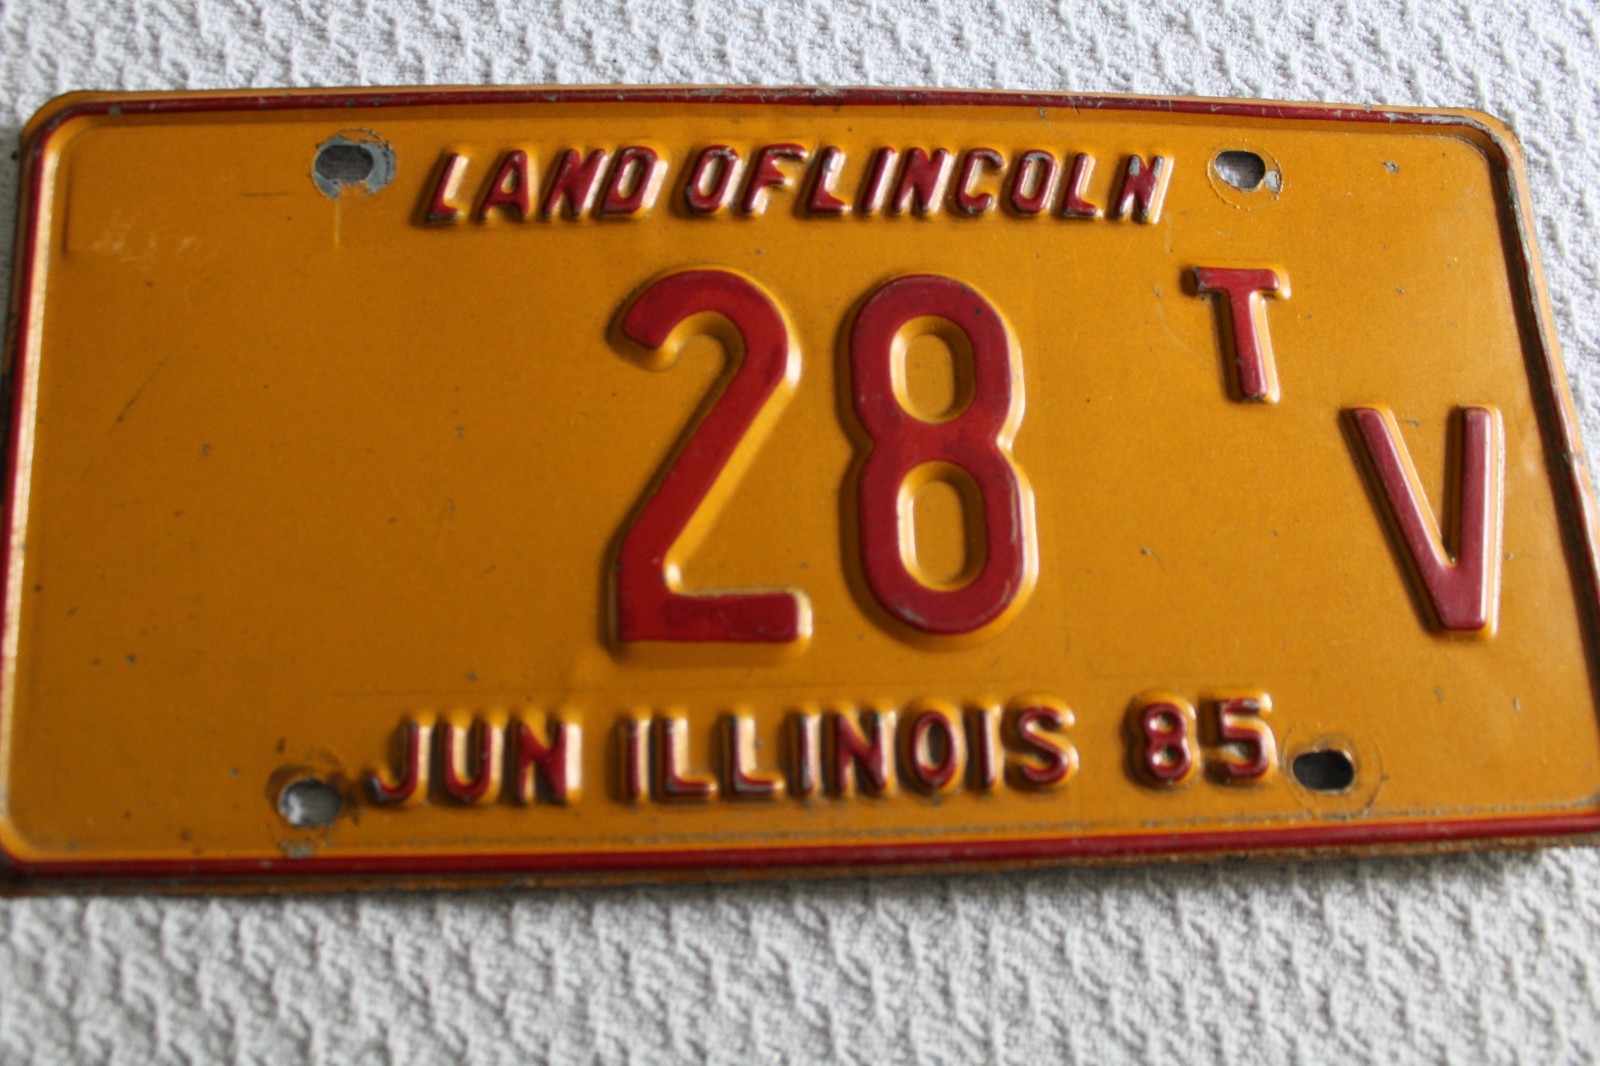 LAND OF LINCOLN
28 T V
JUN ILLINOIS 85